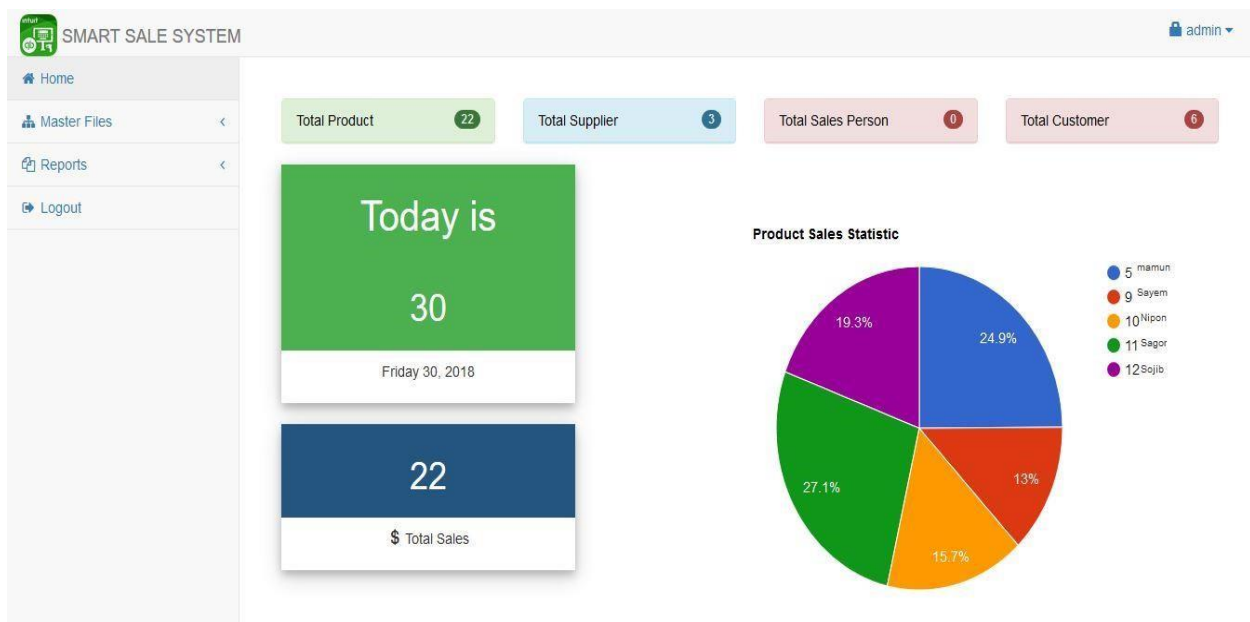 intuit
SMART SALE SYSTEM
admin
Home
Master Files
Reports
Logout
Total Product 22
Total Supplier 3
Total Sales Person 0
Total Customer 6
Today is
30
Friday 30, 2018
22
$ Total Sales
Product Sales Statistic
19.3%
24.9%
27.1%
13%
15.7%
5 mamun
9 Sayem
10 Nipon
11 Sagor
12 Sojib